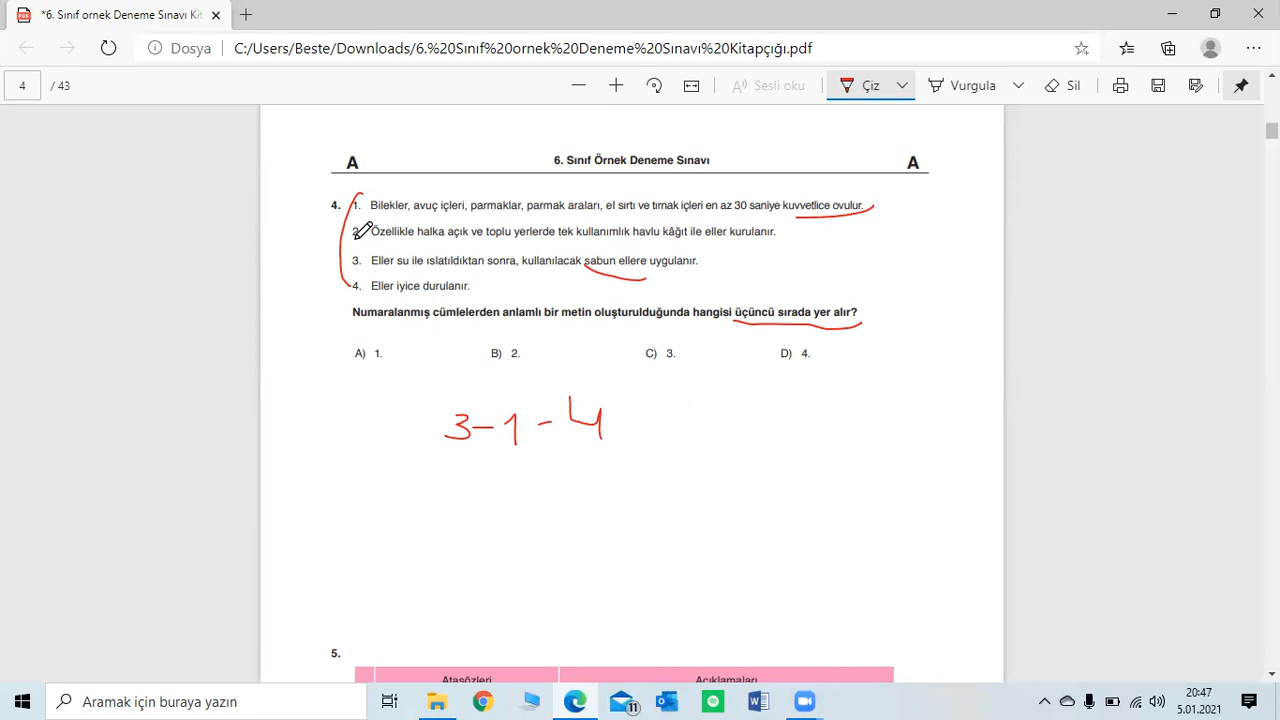 *6. Sınıf örnek Deneme Sınavı Kit
Dosya
C:/Users/Beste/Downloads/6.%20Sınıf%20ornek%20Deneme%20Sınavı%20Kitapçığı.pdf
4 / 43
Sesli oku
Çiz
Vurgula
Sil
A 6. Sınıf Örnek Deneme Sınavı A
4. 1. Bilekler, avuç içleri, parmaklar, parmak araları, el sırtı ve tırnak içleri en az 30 saniye kuvvetlice ovulur.
2. Özellikle halka açık ve toplu yerlerde tek kullanımlık havlu kâğıt ile eller kurulanır.
3. Eller su ile ıslatıldıktan sonra, kullanılacak sabun ellere uygulanır.
4. Eller iyice durulanır.
Numaralanmış cümlelerden anlamlı bir metin oluşturulduğunda hangisi üçüncü sırada yer alır?
A) 1. B) 2. C) 3. D) 4.
3-1-4
5.
Atasözleri Açıklamaları
Aramak için buraya yazın
11
20:47
5.01.2021